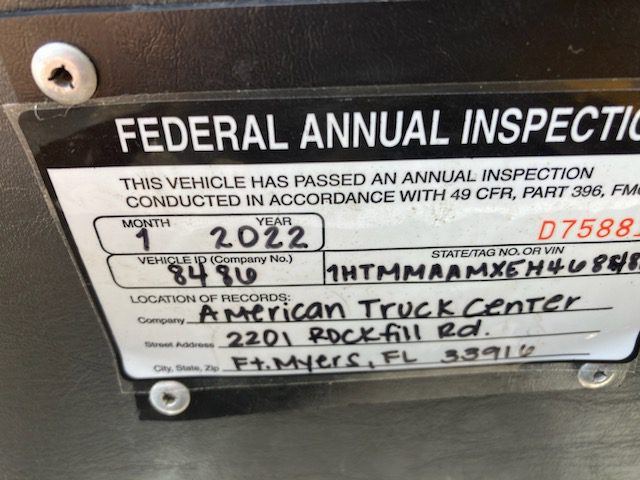 FEDERAL ANNUAL INSPECTIO
THIS VEHICLE HAS PASSED AN ANNUAL INSPECTION
CONDUCTED IN ACCORDANCE WITH 49 CFR, PART 396, FMC
MONTH YEAR
1 2022 D75881
VEHICLE ID (Company No.) STATE/TAG NO. OR VIN
8486
LOCATION OF RECORDS:
Company American Truck Center
Street Address 2201 Rockfill Rd.
City, State, Zip Ft. Myers, FL 33916